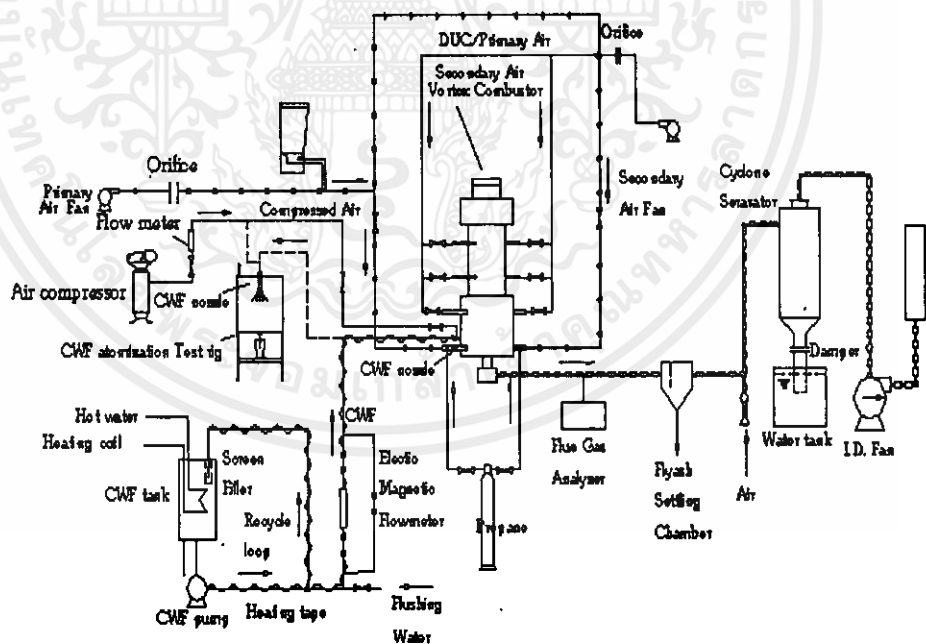 Orifice
DUC/Primary Air
Secondary Air
Vortex Combustor
Orifice
Primary
Air Fan
Compressed Air
Flow meter
Secondary
Air Fan
Cyclone
Separator
Air compressor
CWF nozzle
CWF atomization Test rig
CWF nozzle
Damper
Water tank
I.D. Fan
Hot water
Heating coil
CWF tank
Screen
Filter
CWF
Electic
Magnetic
Flowmeter
Recycle
loop
Propane
Flue Gas
Analyser
Flyash
Settling
Chamber
Air
CWF pump
Heating tape
Flushing
Water